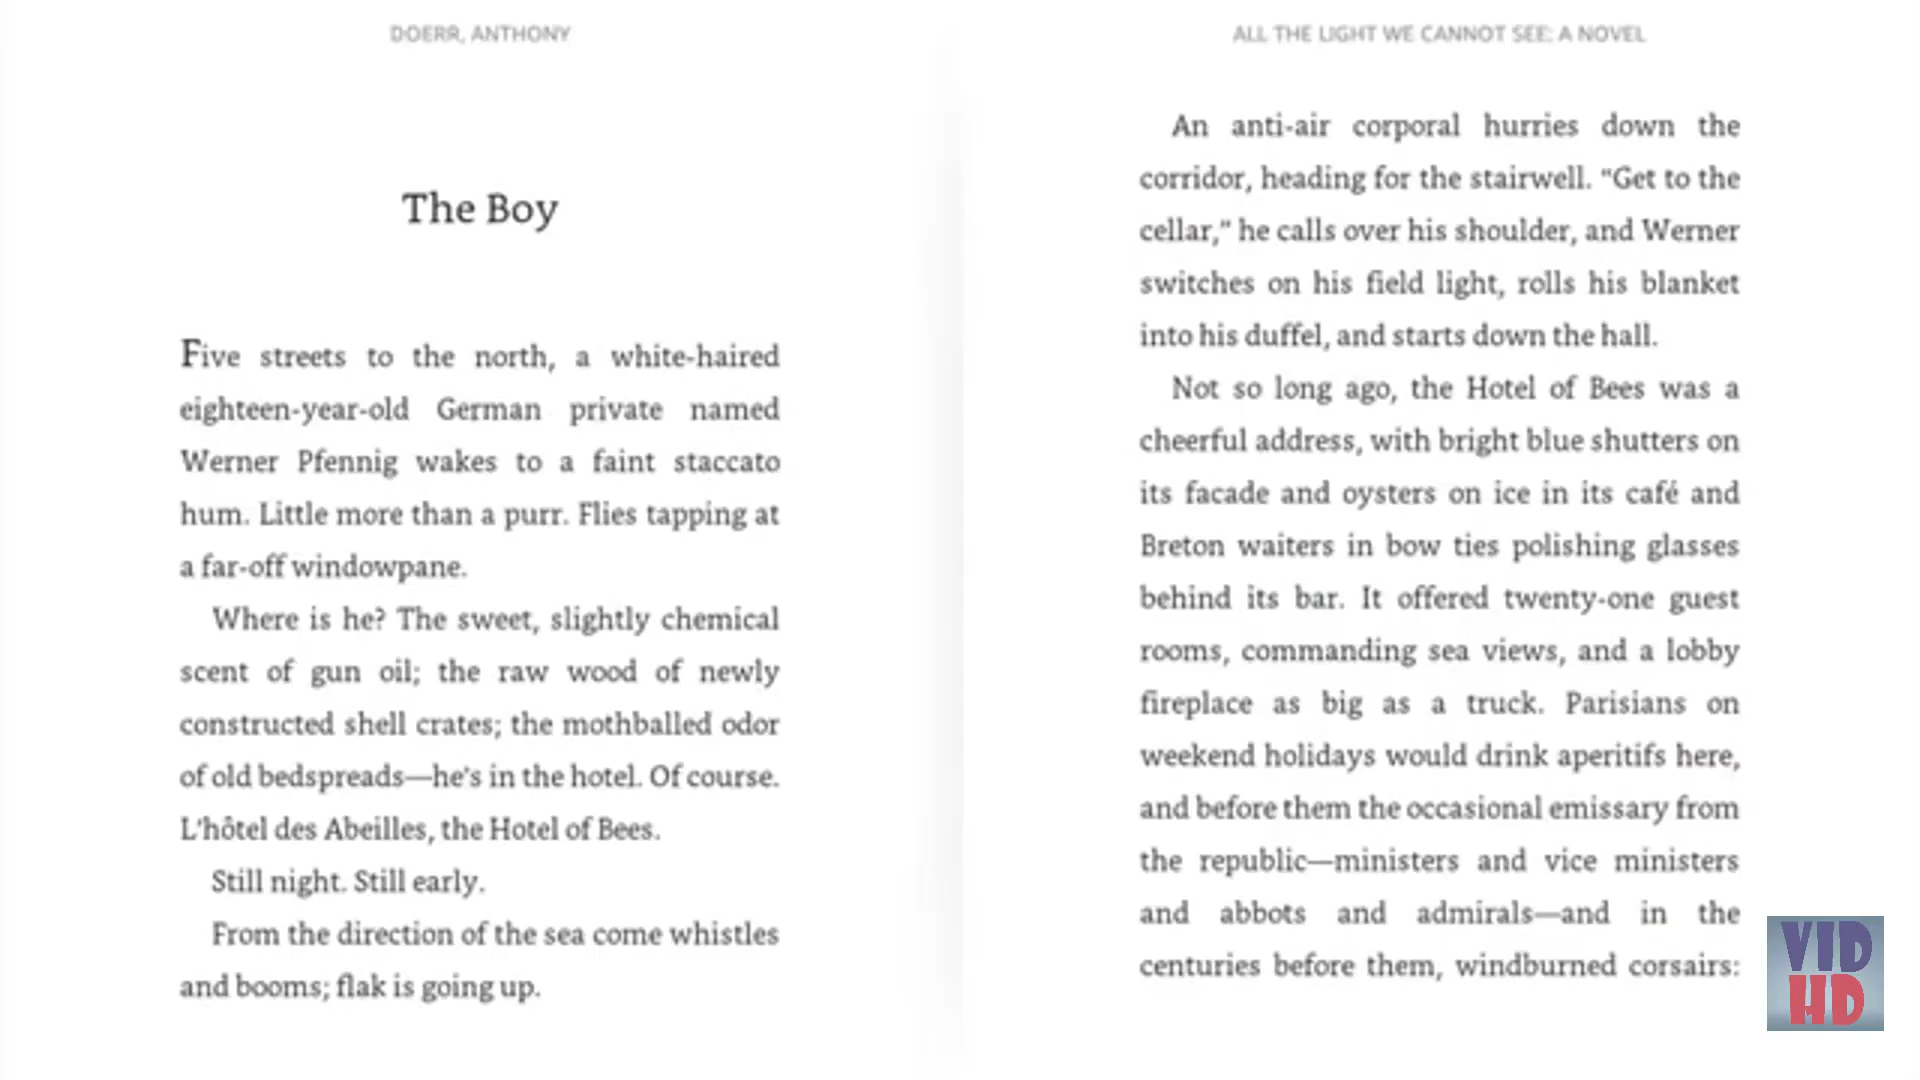 DOERR, ANTHONY
The Boy
Five streets to the north, a white-haired
eighteen-year-old German private named
Werner Pfennig wakes to a faint staccato
hum. Little more than a purr. Flies tapping at
a far-off windowpane.
Where is he? The sweet, slightly chemical
scent of gun oil; the raw wood of newly
constructed shell crates; the mothballed odor
of old bedspreads—he's in the hotel. Of course.
L'hôtel des Abeilles, the Hotel of Bees.
Still night. Still early.
From the direction of the sea come whistles
and booms; flak is going up.
ALL THE LIGHT WE CANNOT SEE: A NOVEL
An anti-air corporal hurries down the
corridor, heading for the stairwell. "Get to the
cellar," he calls over his shoulder, and Werner
switches on his field light, rolls his blanket
into his duffel, and starts down the hall.
Not so long ago, the Hotel of Bees was a
cheerful address, with bright blue shutters on
its facade and oysters on ice in its café and
Breton waiters in bow ties polishing glasses
behind its bar. It offered twenty-one guest
rooms, commanding sea views, and a lobby
fireplace as big as a truck. Parisians on
weekend holidays would drink aperitifs here,
and before them the occasional emissary from
the republic—ministers and vice ministers
and abbots and admirals—and in the
centuries before them, windburned corsairs:
VID
HD